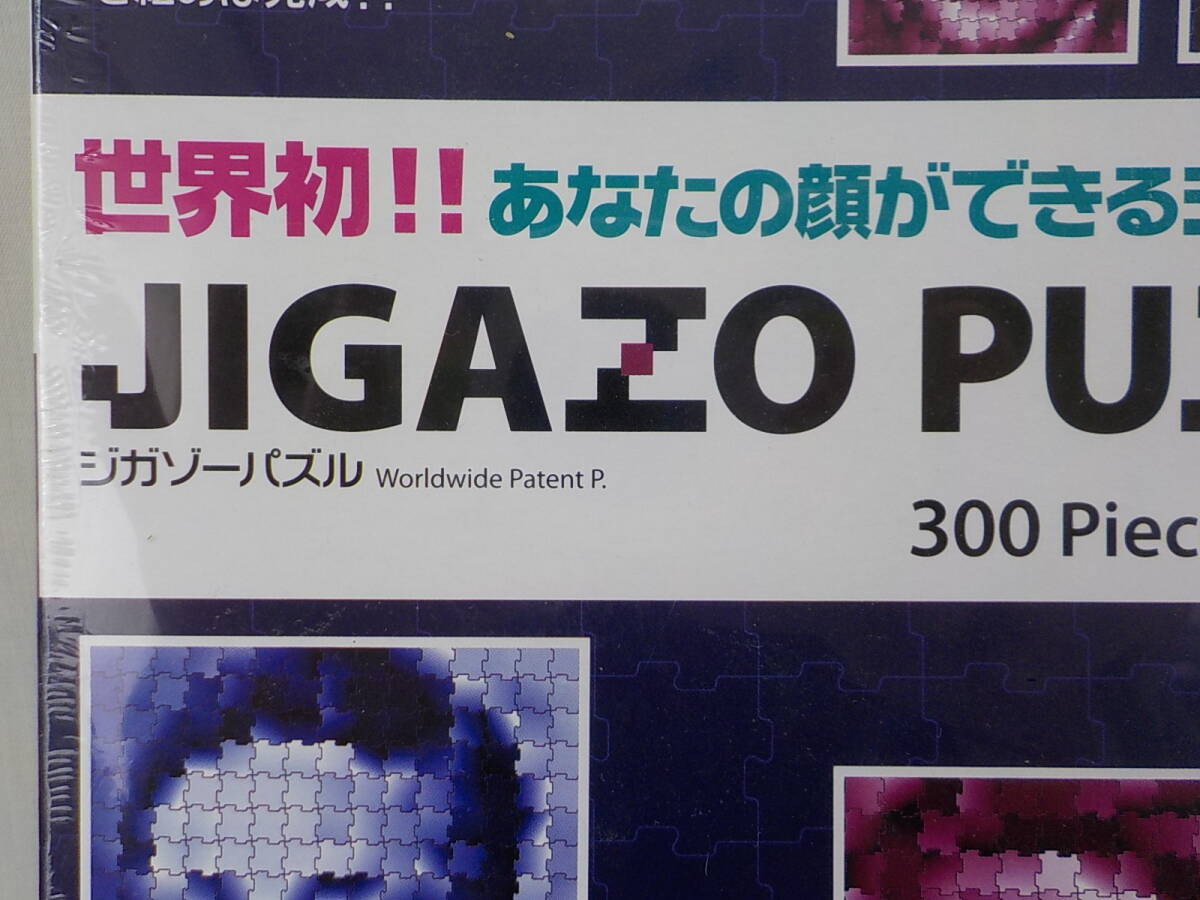 世界初!! あなたの顔ができる
JIGAZO PU
ジガゾーパズル Worldwide Patent P.
300 Piec